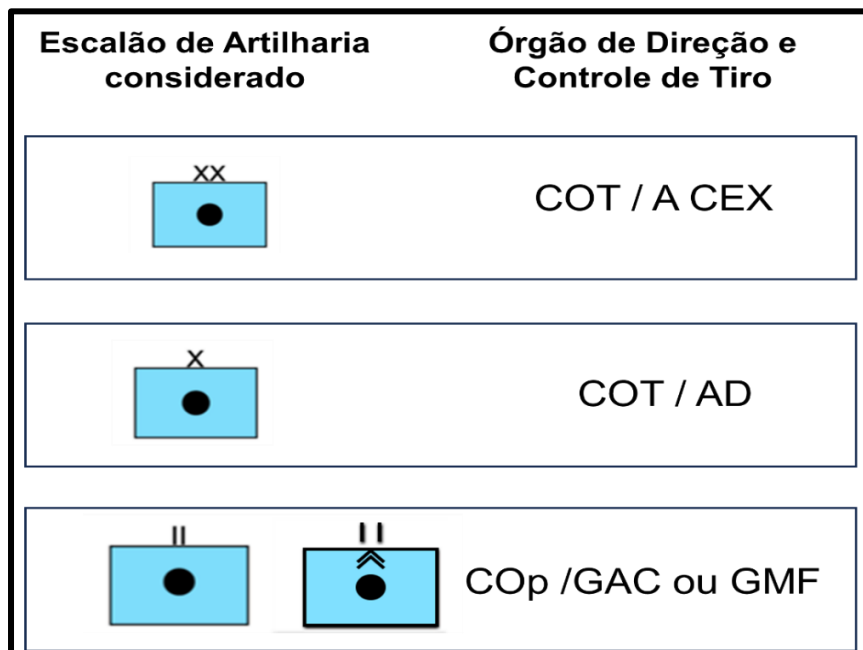 Escalão de Artilharia
considerado
Órgão de Direção e
Controle de Tiro
XX
COT / A CEX
X
COT / AD
II
II
COp /GAC ou GMF